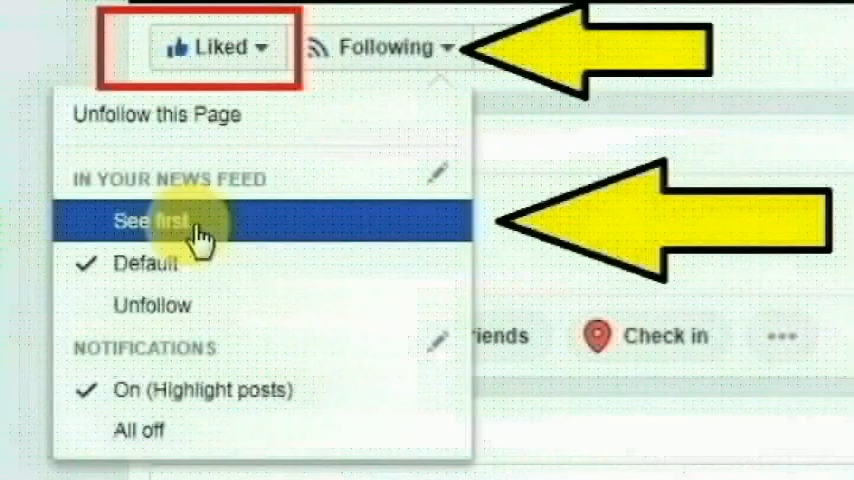 Liked Following
Unfollow this Page
IN YOUR NEWS FEED
See first
Default
Unfollow
riends Check in
NOTIFICATIONS
On (Highlight posts)
All off